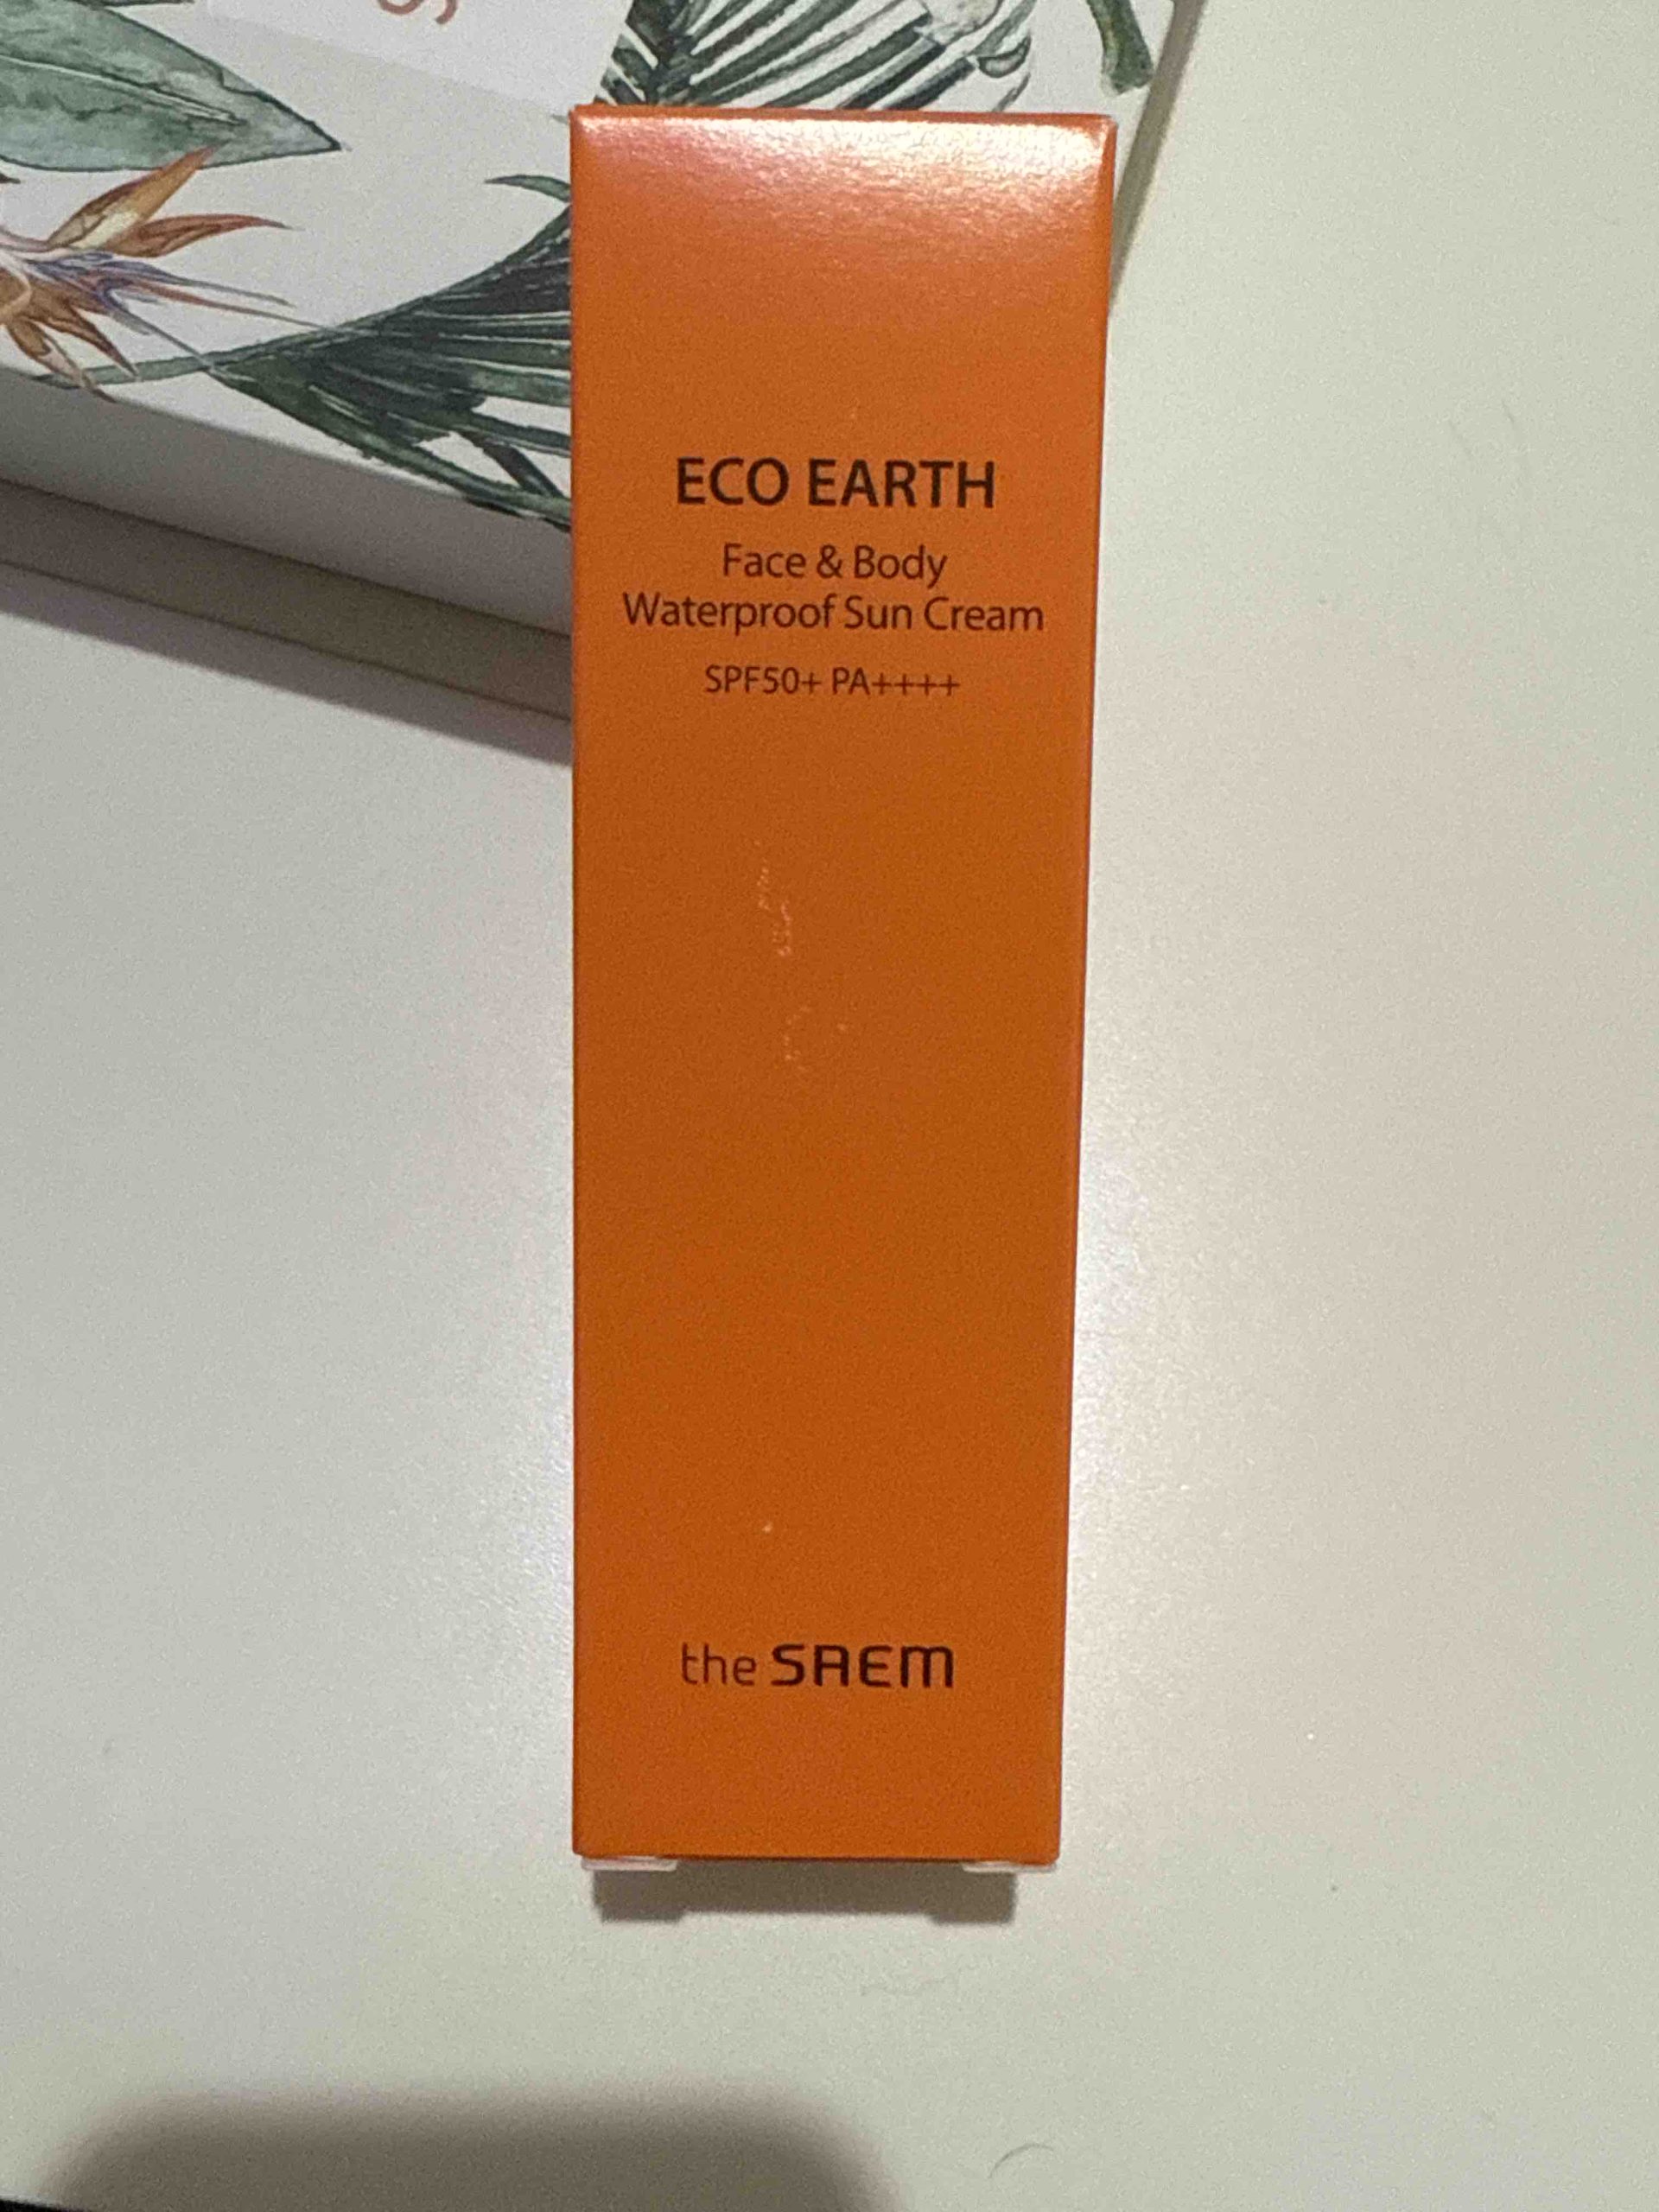 ECO EARTH
Face & Body
Waterproof Sun Cream
SPF50+ PA++++
the SAEM